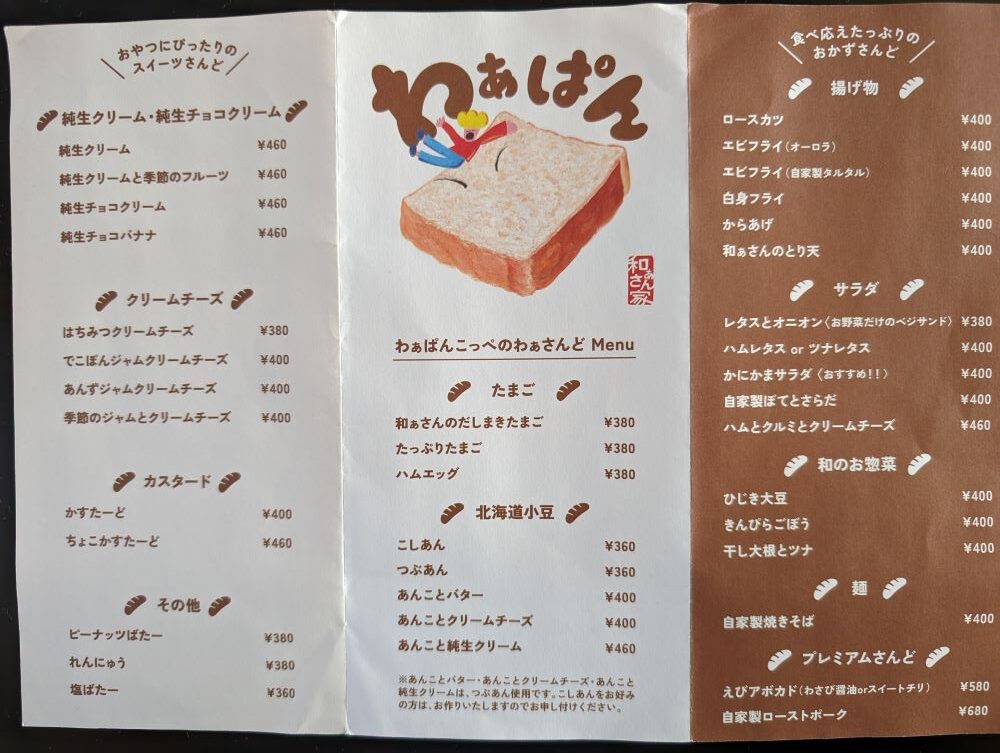 おやつにぴったりの
スイーツさんど
純生クリーム・純生チョコクリーム
純生クリーム ¥460
純生クリームと季節のフルーツ ¥460
純生チョコクリーム ¥460
純生チョコバナナ ¥460
クリームチーズ
はちみつクリームチーズ ¥380
でこぽんジャムクリームチーズ ¥400
あんずジャムクリームチーズ ¥400
季節のジャムとクリームチーズ ¥400
カスタード
かすたーど ¥400
ちょこかすたーど ¥460
その他
ピーナッツばたー ¥380
れんにゅう ¥380
塩ばたー ¥360
わぁぱん
和ぁさん家
わぁぱんこっぺのわぁさんど Menu
たまご
和ぁさんのだしまきたまご ¥380
たっぷりたまご ¥380
ハムエッグ ¥380
北海道小豆
こしあん ¥360
つぶあん ¥360
あんことバター ¥400
あんことクリームチーズ ¥400
あんこと純生クリーム ¥460
※あんことバター・あんことクリームチーズ・あんこと
純生クリームは、つぶあん使用です。こしあんをお好み
の方は、お作りいたしますのでお申し付けください。
食べ応えたっぷりの
おかずさんど
揚げ物
ロースカツ ¥400
エビフライ(オーロラ) ¥400
エビフライ(自家製タルタル) ¥400
白身フライ ¥400
からあげ ¥400
和ぁさんのとり天 ¥400
サラダ
レタスとオニオン〈お野菜だけのベジサンド〉 ¥380
ハムレタス or ツナレタス ¥400
かにかまサラダ〈おすすめ!!〉 ¥400
自家製ぽてとさらだ ¥400
ハムとクルミとクリームチーズ ¥460
和のお惣菜
ひじき大豆 ¥400
きんぴらごぼう ¥400
干し大根とツナ ¥400
麺
自家製焼きそば ¥400
プレミアムさんど
えびアボカド(わさび醤油orスイートチリ) ¥580
自家製ローストポーク ¥680